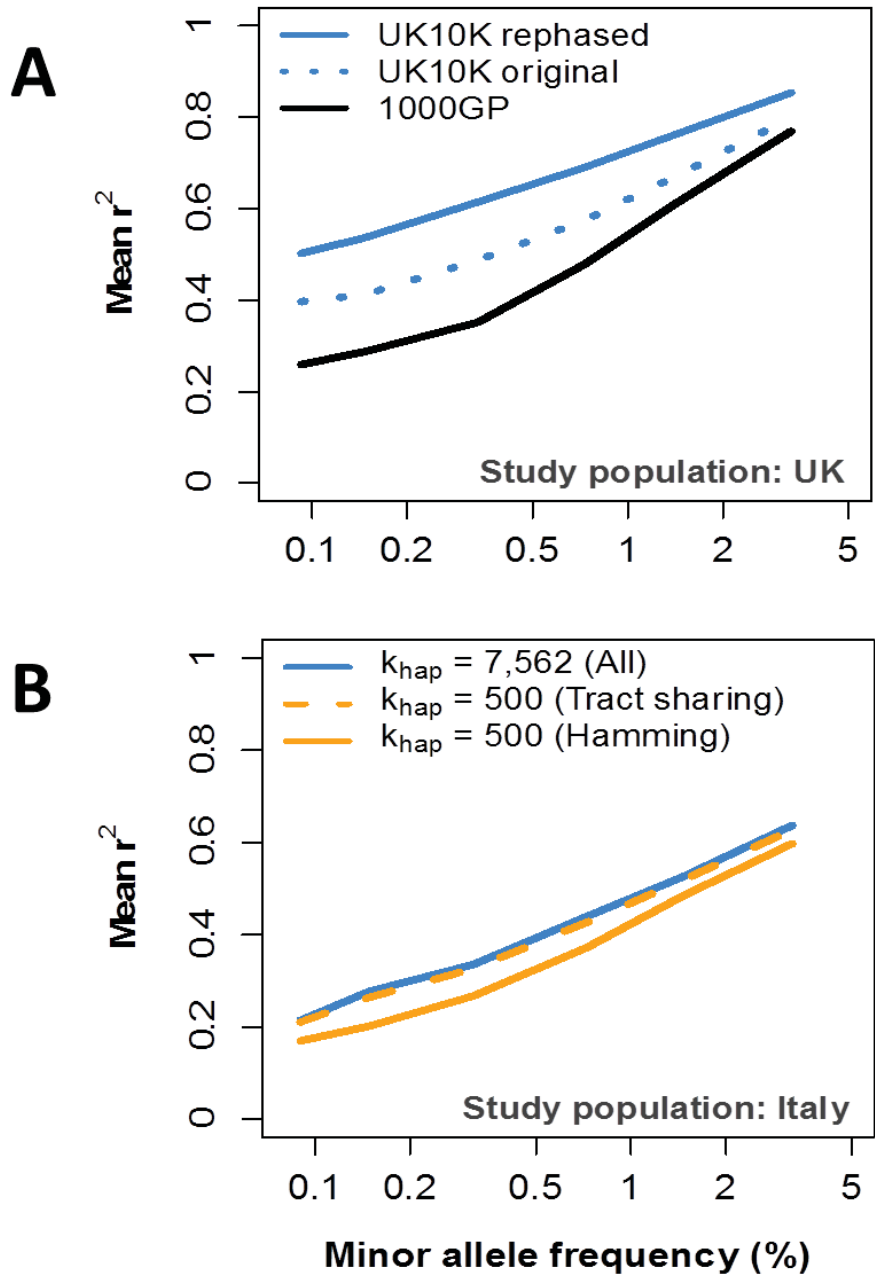 A
UK10K rephased
UK10K original
1000GP
Mean r²
1
0.8
0.6
0.4
0.2
0
Study population: UK
0.1 0.2 0.5 1 2 5
B
k_hap = 7,562 (All)
k_hap = 500 (Tract sharing)
k_hap = 500 (Hamming)
Mean r²
1
0.8
0.6
0.4
0.2
0
Study population: Italy
0.1 0.2 0.5 1 2 5
Minor allele frequency (%)